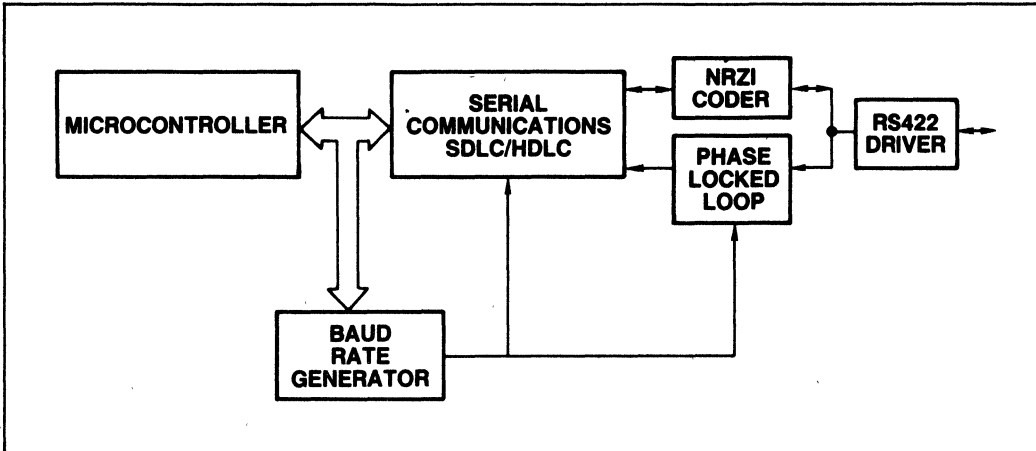 MICROCONTROLLER
SERIAL
COMMUNICATIONS
SDLC/HDLC
NRZI
CODER
PHASE
LOCKED
LOOP
RS422
DRIVER
BAUD
RATE
GENERATOR